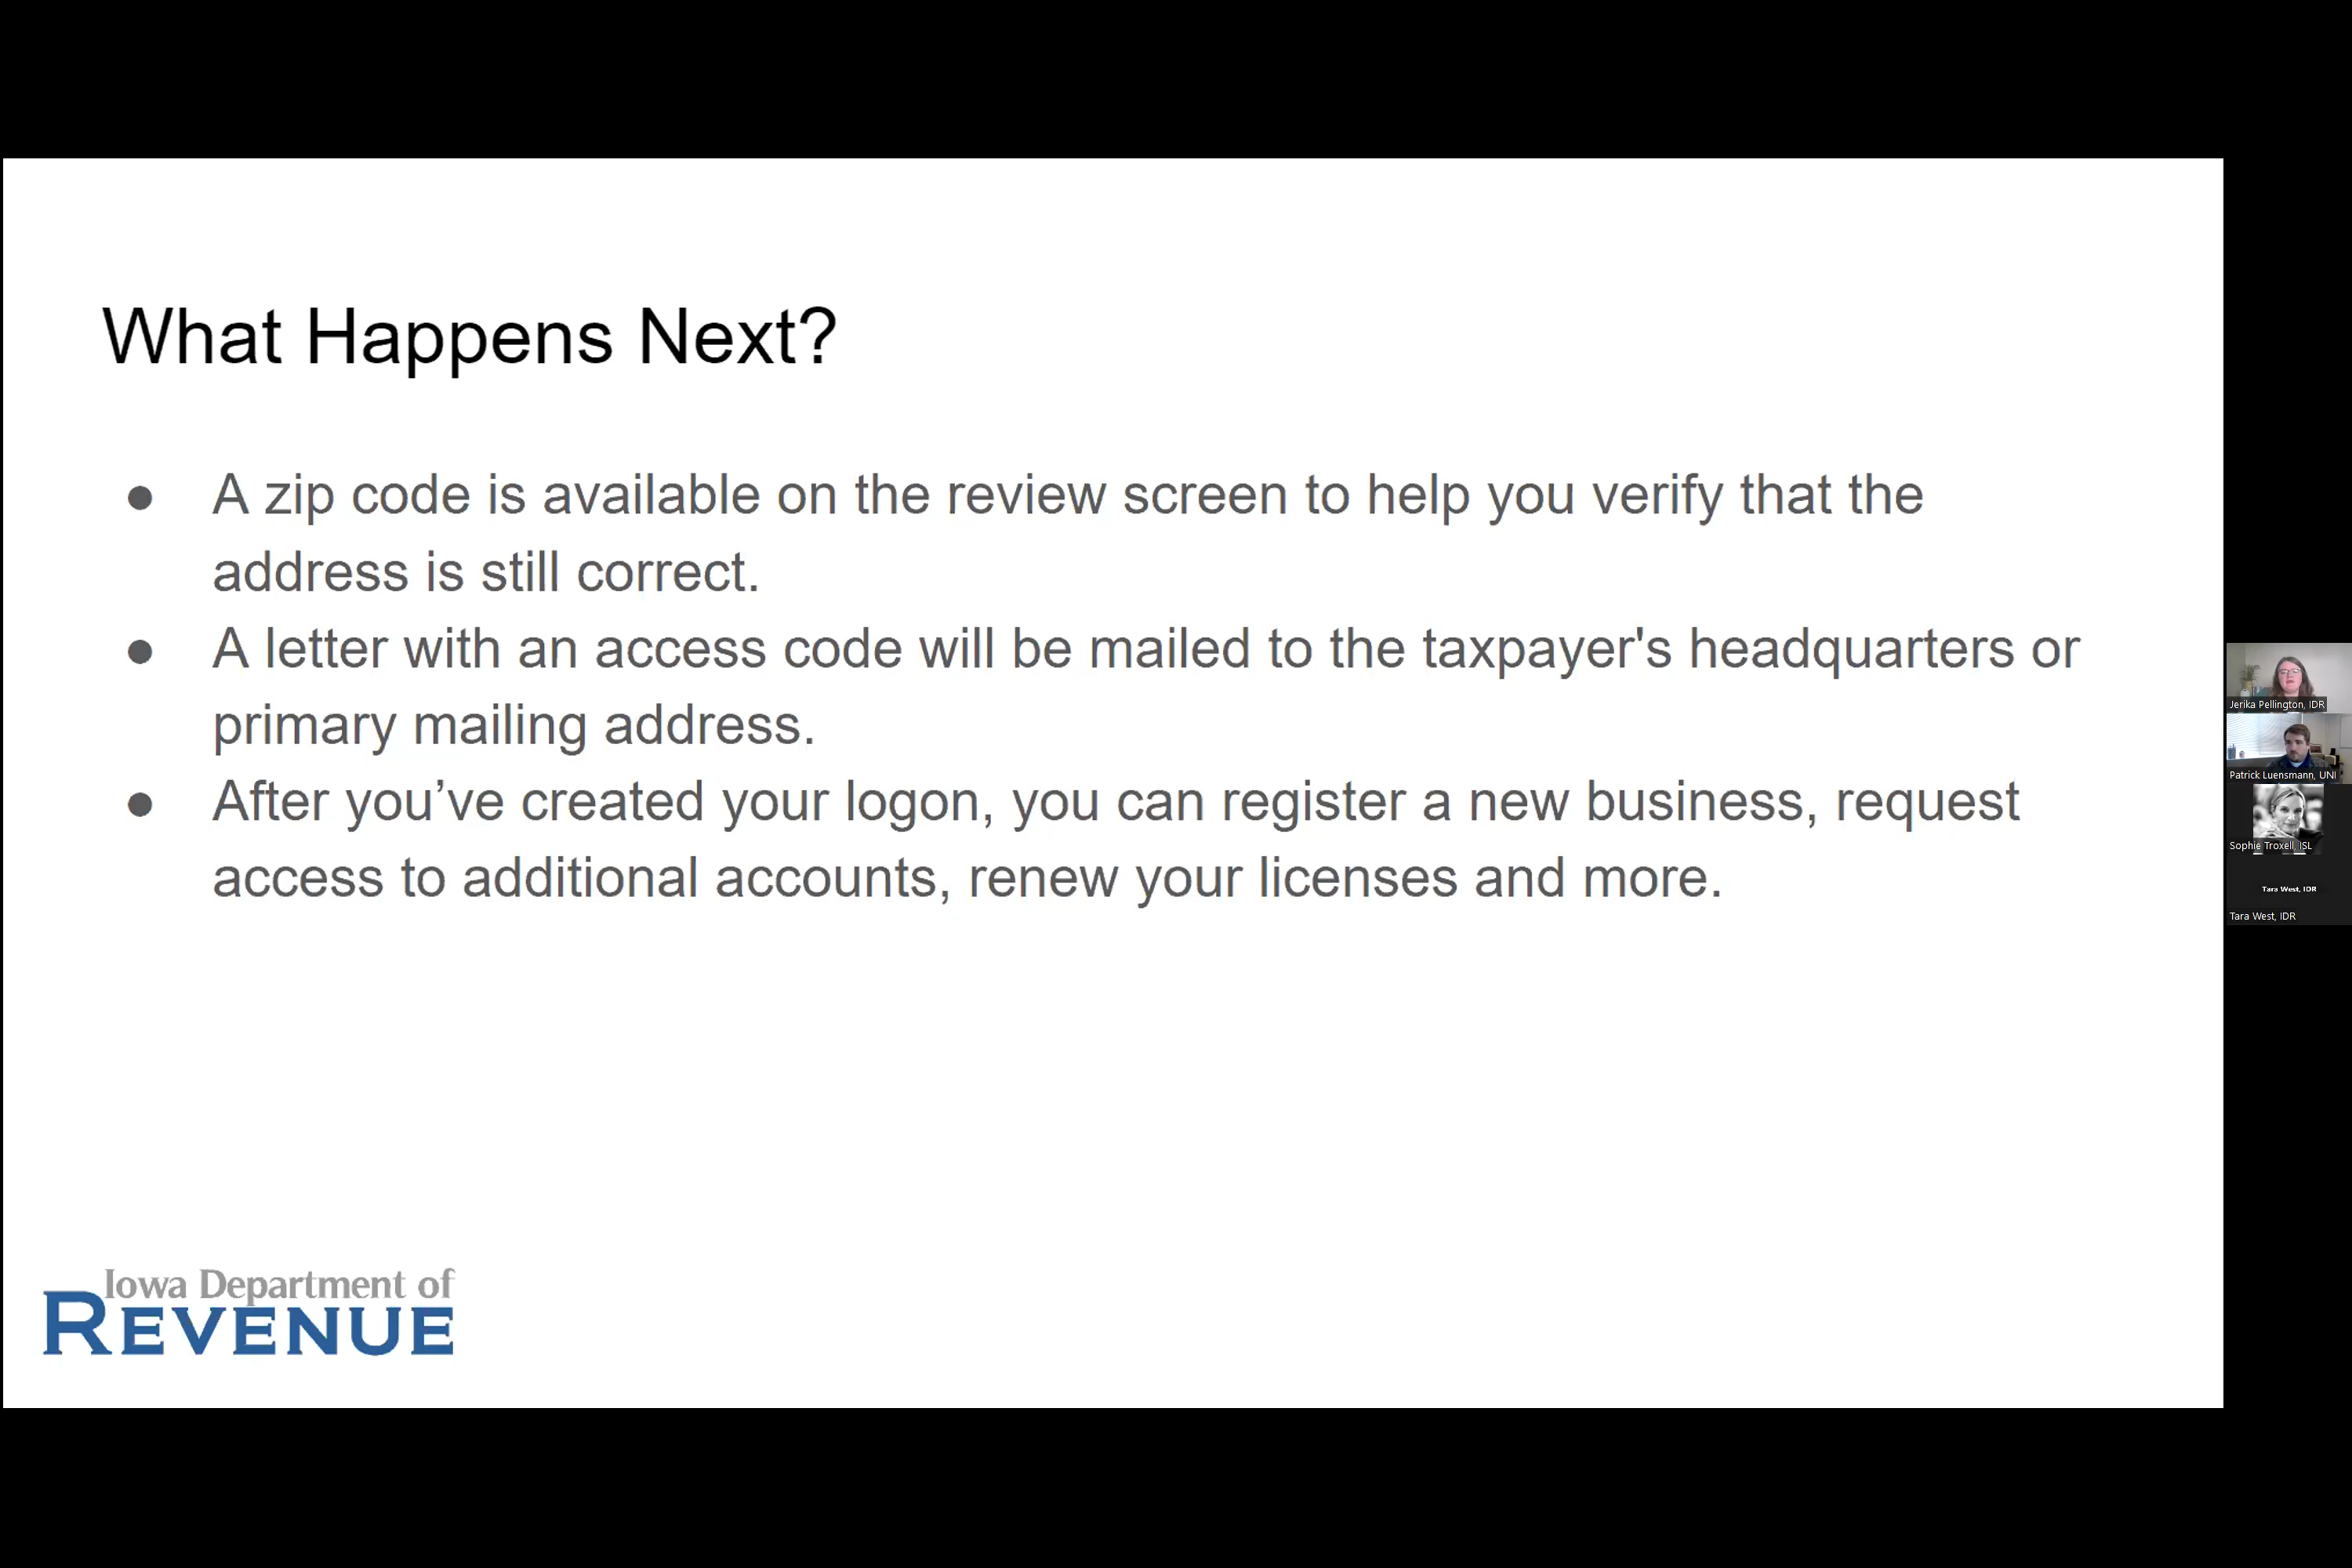 What Happens Next?
● A zip code is available on the review screen to help you verify that the
address is still correct.
● A letter with an access code will be mailed to the taxpayer's headquarters or
primary mailing address.
● After you’ve created your logon, you can register a new business, request
access to additional accounts, renew your licenses and more.
Iowa Department of
REVENUE
Jerika Pellington, IDR
Patrick Luensmann, UNI
Sophie Troxell, ISL
Tara West, IDR
Tara West, IDR